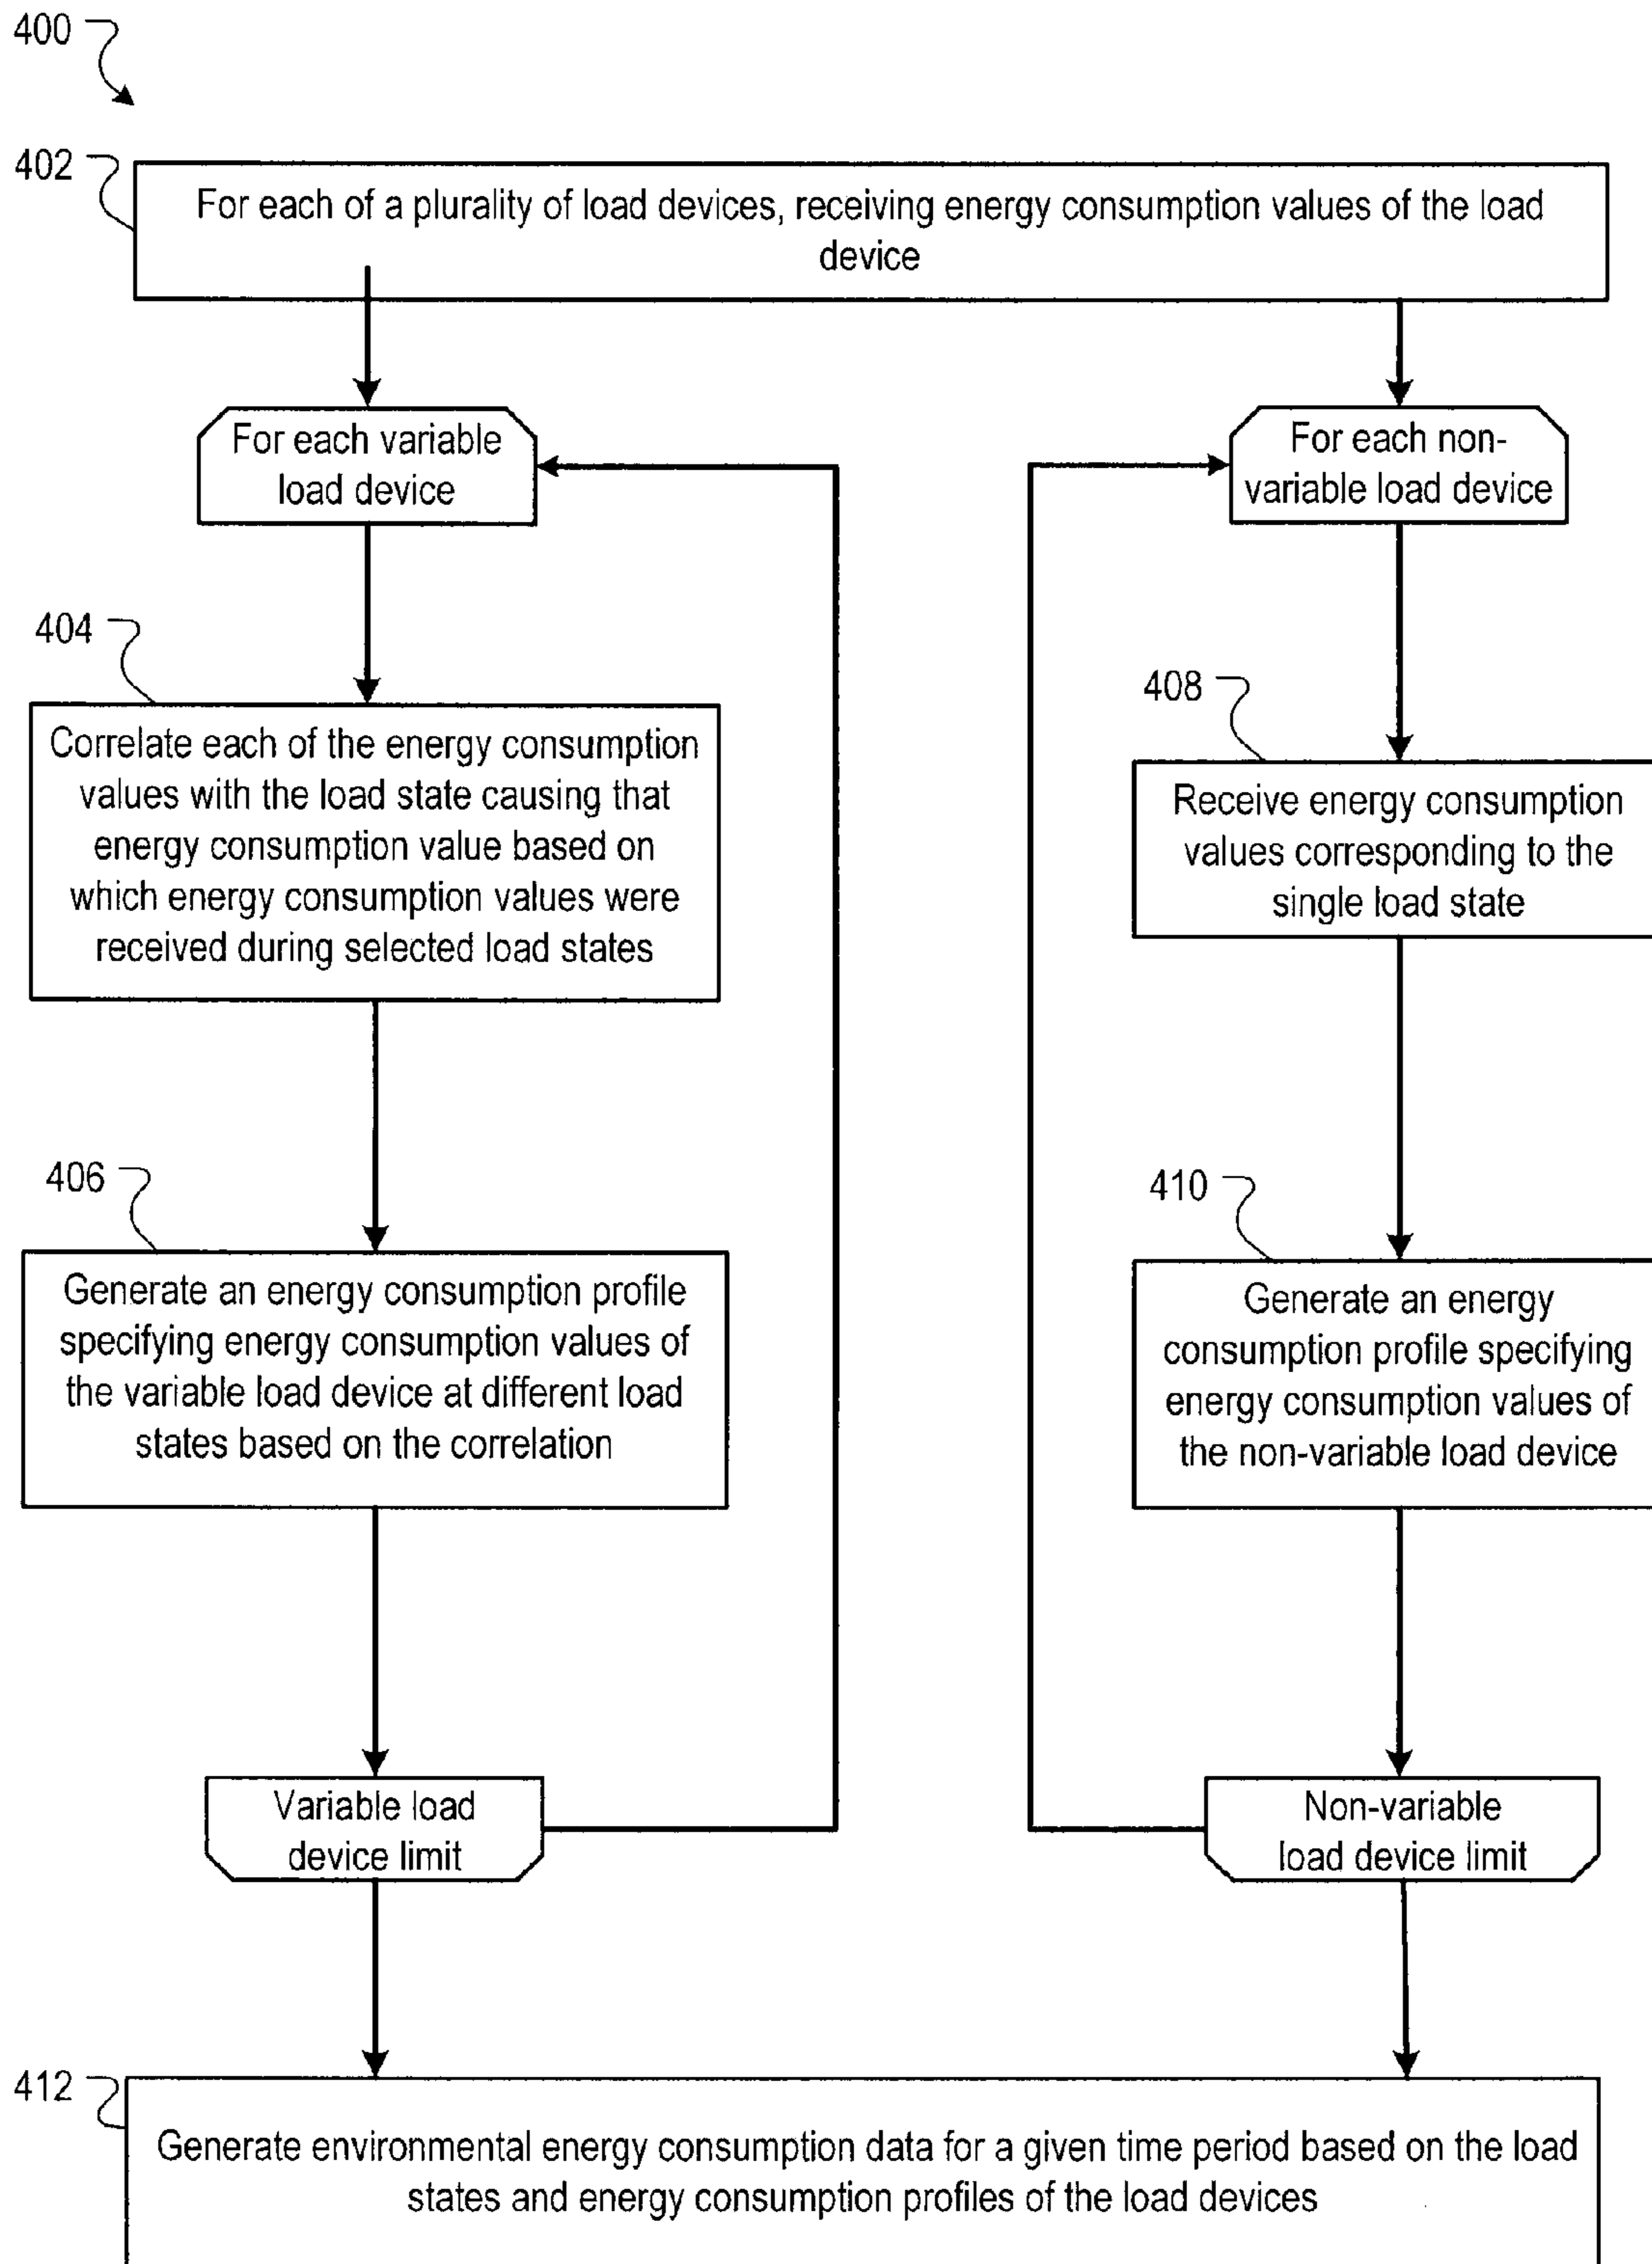 400
402
For each of a plurality of load devices, receiving energy consumption values of the load
device
For each variable
load device
For each non-
variable load device
404
Correlate each of the energy consumption
values with the load state causing that
energy consumption value based on
which energy consumption values were
received during selected load states
408
Receive energy consumption
values corresponding to the
single load state
406
Generate an energy consumption profile
specifying energy consumption values of
the variable load device at different load
states based on the correlation
410
Generate an energy
consumption profile specifying
energy consumption values of
the non-variable load device
Variable load
device limit
Non-variable
load device limit
412
Generate environmental energy consumption data for a given time period based on the load
states and energy consumption profiles of the load devices